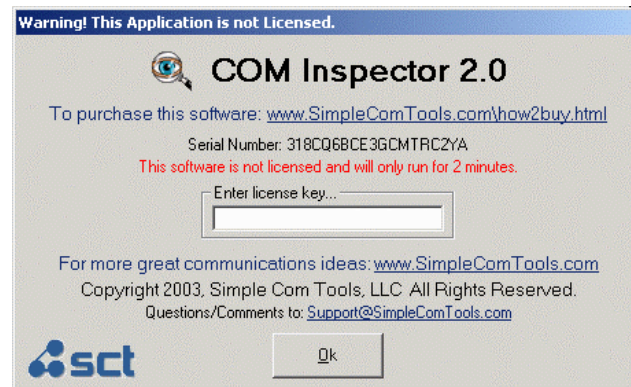 Warning! This Application is not Licensed.
COM Inspector 2.0
To purchase this software: www.SimpleComTools.com\how2buy.html
Serial Number: 318CQ6BCE3GCMTRC2YA
This software is not licensed and will only run for 2 minutes.
Enter license key...
For more great communications ideas: www.SimpleComTools.com
Copyright 2003, Simple Com Tools, LLC All Rights Reserved.
Questions/Comments to: Support@SimpleComTools.com
sct
Ok